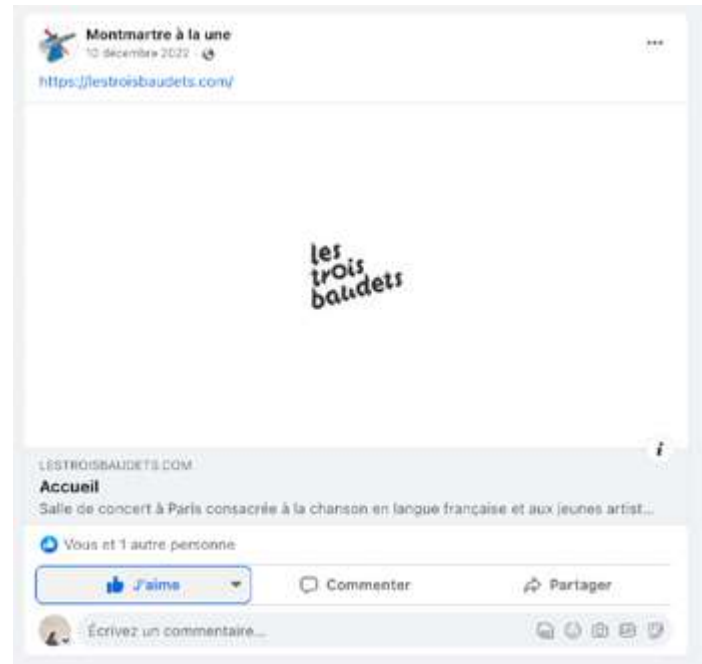 Montmartre à la une
10 décembre 2022
https://lestroisbaudets.com/
les
trois
baudets
LESTROISBAUDETS.COM
Accueil
Salle de concert à Paris consacrée à la chanson en langue française et aux jeunes artist...
Vous et 1 autre personne
J'aime Commenter Partager
Écrivez un commentaire...